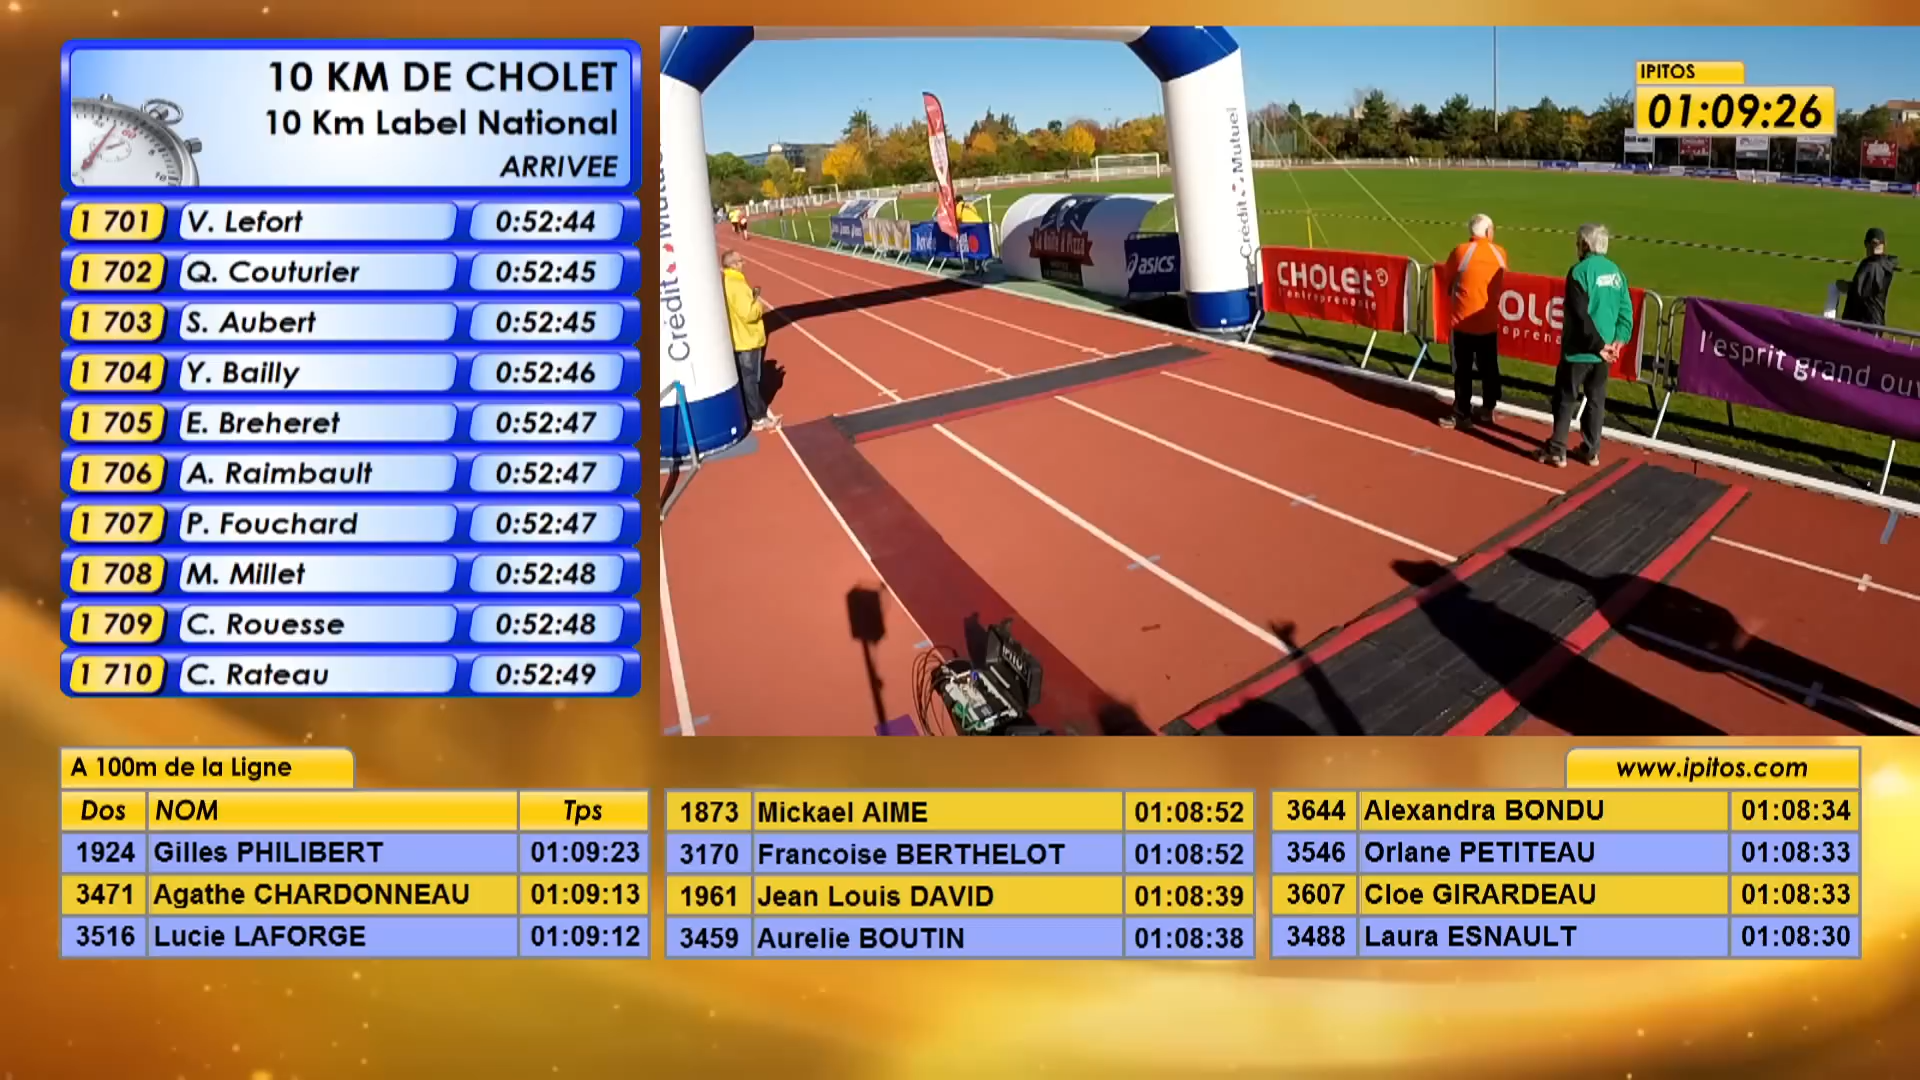 10 KM DE CHOLET
10 Km Label National
ARRIVEE
1 701 V. Lefort 0:52:44
1 702 Q. Couturier 0:52:45
1 703 S. Aubert 0:52:45
1 704 Y. Bailly 0:52:46
1 705 E. Breheret 0:52:47
1 706 A. Raimbault 0:52:47
1 707 P. Fouchard 0:52:47
1 708 M. Millet 0:52:48
1 709 C. Rouesse 0:52:48
1 710 C. Rateau 0:52:49
IPITOS
01:09:26
Crédit Mutuel
Crédit Mutuel
asics
CHOLET
l'entreprenante
OLE
eprena
l'esprit grand ou
IPITOS
A 100m de la Ligne
www.ipitos.com
Dos NOM Tps
1924 Gilles PHILIBERT 01:09:23
3471 Agathe CHARDONNEAU 01:09:13
3516 Lucie LAFORGE 01:09:12
1873 Mickael AIME 01:08:52
3170 Francoise BERTHELOT 01:08:52
1961 Jean Louis DAVID 01:08:39
3459 Aurelie BOUTIN 01:08:38
3644 Alexandra BONDU 01:08:34
3546 Orlane PETITEAU 01:08:33
3607 Cloe GIRARDEAU 01:08:33
3488 Laura ESNAULT 01:08:30